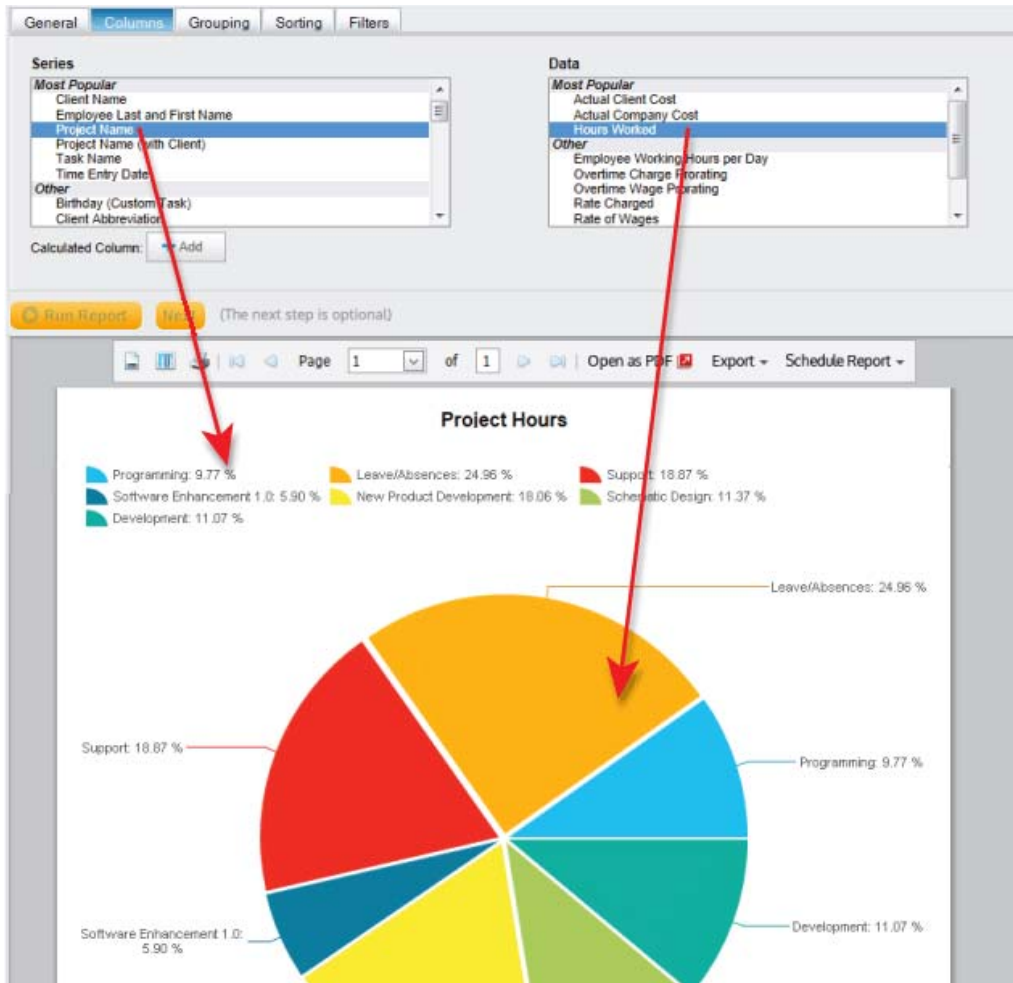 General Columns Grouping Sorting Filters
Series
Most Popular
Client Name
Employee Last and First Name
Project Name
Project Name (with Client)
Task Name
Time Entry Date
Other
Birthday (Custom Task)
Client Abbreviation
Calculated Column: Add
Data
Most Popular
Actual Client Cost
Actual Company Cost
Hours Worked
Other
Employee Working Hours per Day
Overtime Charge Prorating
Overtime Wage Prorating
Rate Charged
Rate of Wages
Run Report Next (The next step is optional)
Page 1 of 1 Open as PDF Export Schedule Report
Project Hours
Programming: 9.77 % Leave/Absences: 24.96 % Support: 18.87 %
Software Enhancement 1.0: 5.90 % New Product Development: 18.06 % Schematic Design: 11.37 %
Development: 11.07 %
Leave/Absences: 24.96 %
Support: 18.87 %
Programming: 9.77 %
Development: 11.07 %
Software Enhancement 1.0:
5.90 %